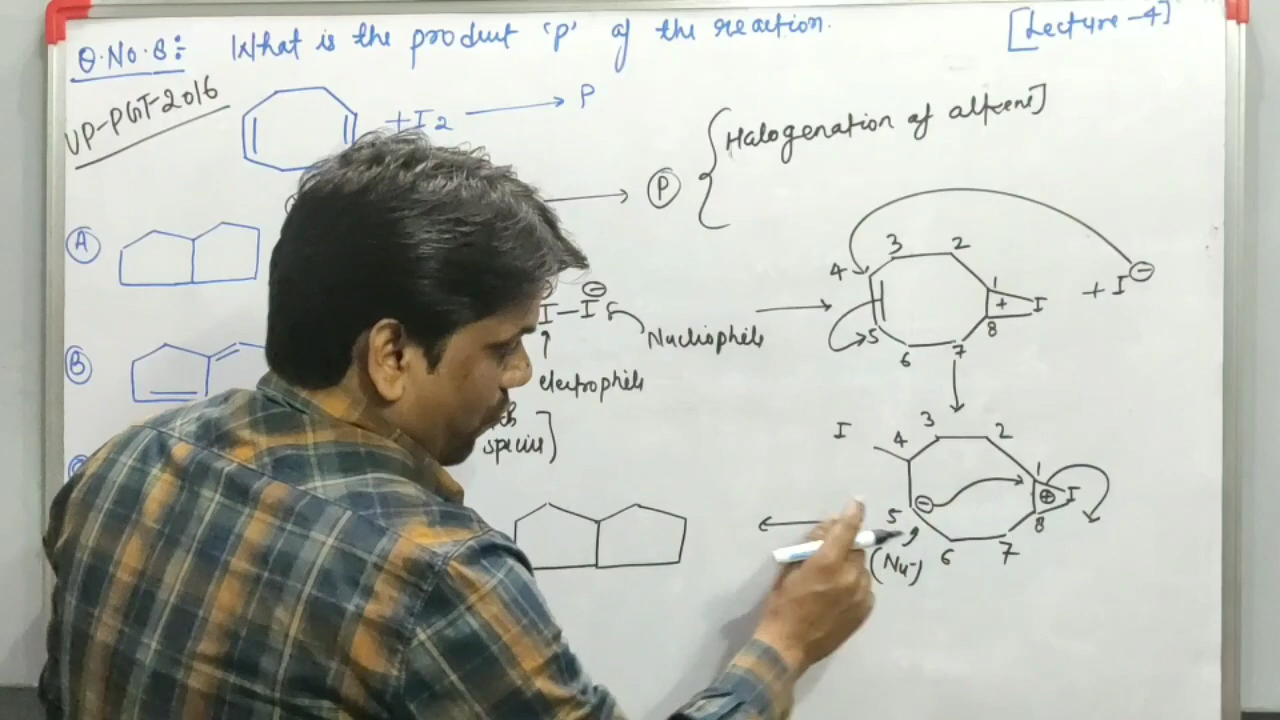 Q.No.8:- What is the product 'P' of the reaction. [Lecture-4]
UP-PGT-2016
+I2 → P
→ P { Halogenation of alkene]
A
3 2
4 1
5 + I
6 7 8
+ I ⊖
⊖
I-I
Nucliophile
electrophile
species]
B
I
3 2
4 1
5 ⊖ ⊕ I
(Nu-) 6 7 8